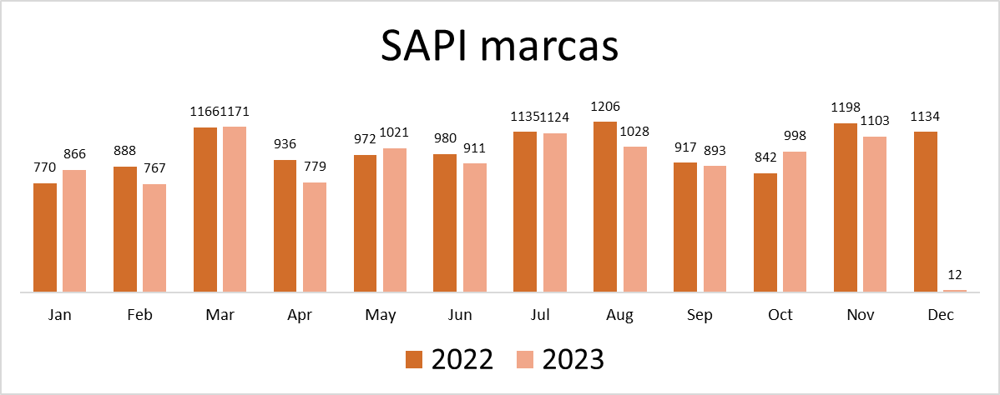 SAPI marcas
770 866 888 767 1166 1171 936 779 972 1021 980 911 1135 1124 1206 1028 917 893 842 998 1198 1103 1134 12
Jan Feb Mar Apr May Jun Jul Aug Sep Oct Nov Dec
2022 2023